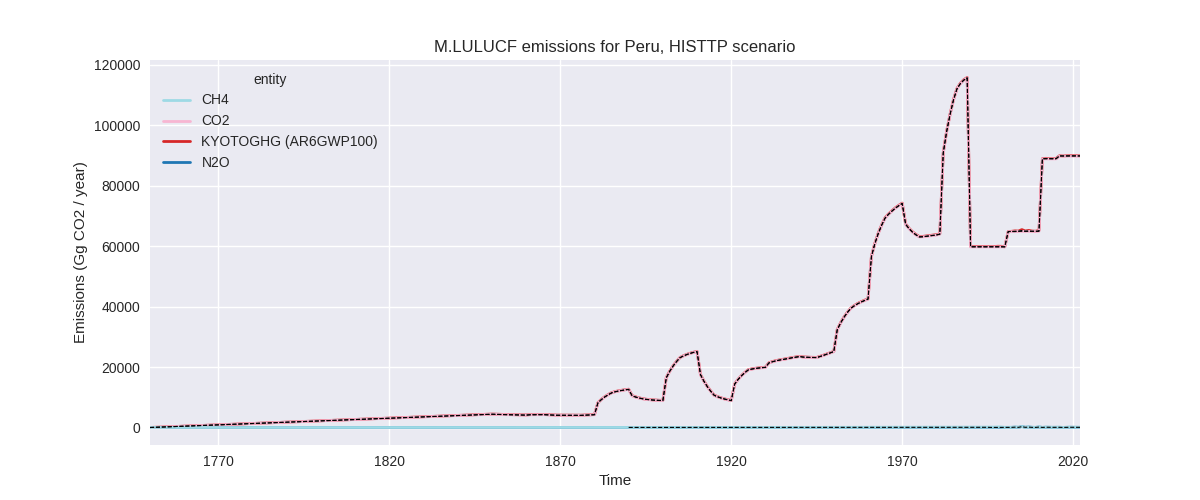 M.LULUCF emissions for Peru, HISTTP scenario
120000
100000
80000
60000
40000
20000
0
Emissions (Gg CO2 / year)
entity
CH4
CO2
KYOTOGHG (AR6GWP100)
N2O
1770
1820
1870
1920
1970
2020
Time